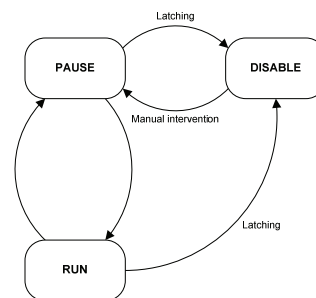 Latching
PAUSE
DISABLE
Manual intervention
Latching
RUN